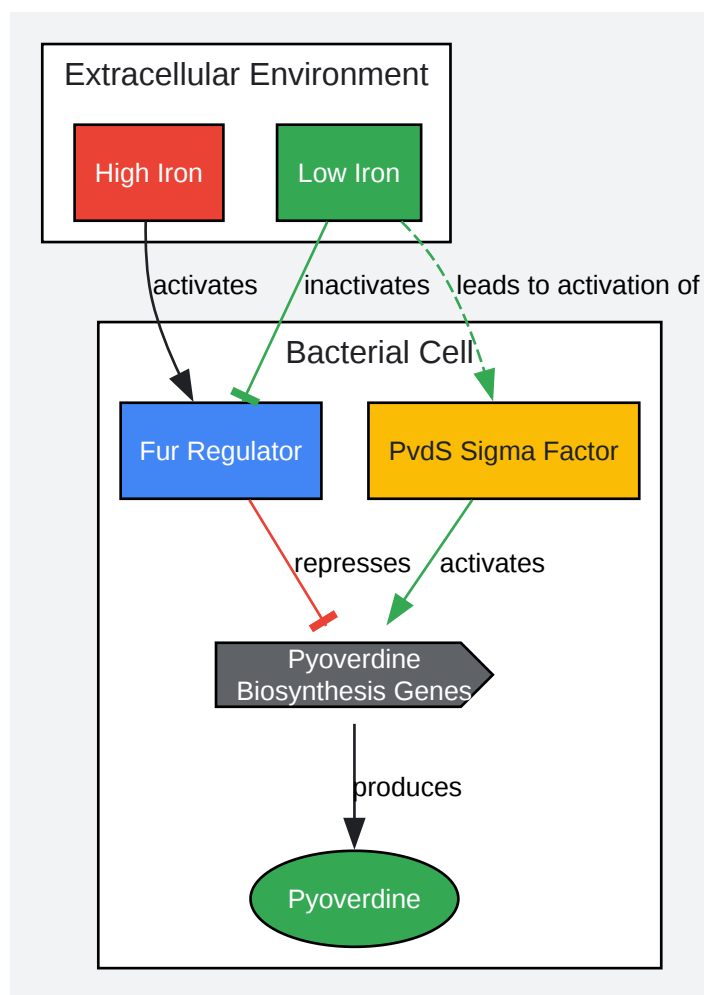 Extracellular Environment
High Iron
Low Iron
activates
inactivates
leads to activation of
Bacterial Cell
Fur Regulator
PvdS Sigma Factor
represses
activates
Pyoverdine
Biosynthesis Genes
produces
Pyoverdine